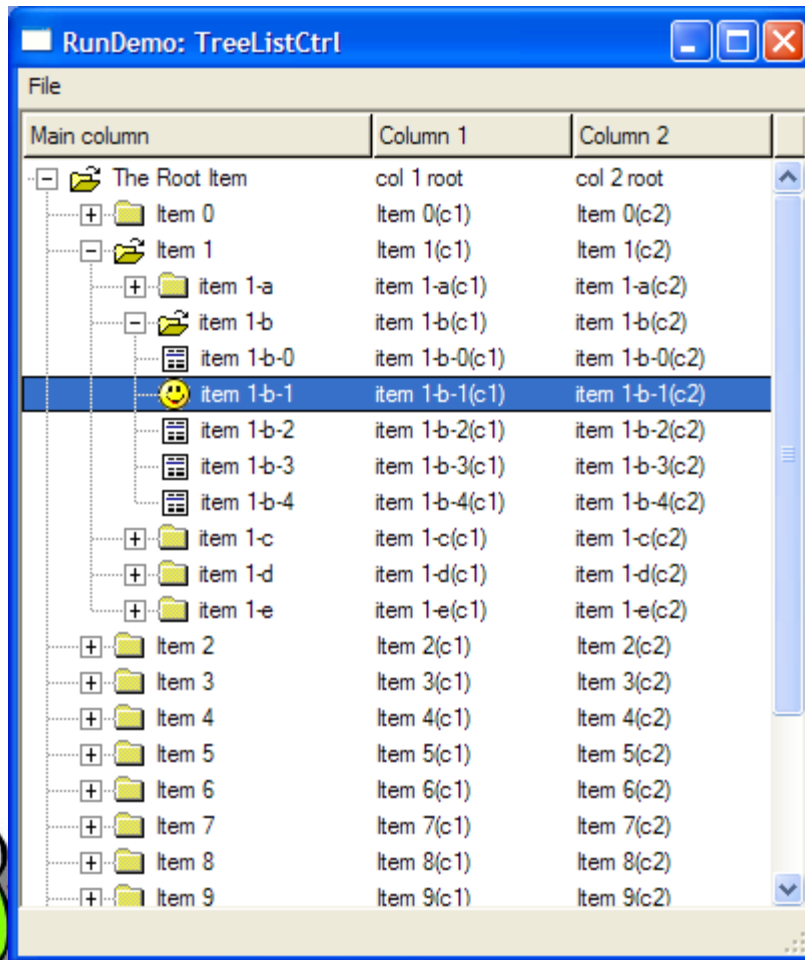 RunDemo: TreeListCtrl
File
Main column Column 1 Column 2
The Root Item col 1 root col 2 root
Item 0 Item 0(c1) Item 0(c2)
Item 1 Item 1(c1) Item 1(c2)
item 1-a item 1-a(c1) item 1-a(c2)
item 1-b item 1-b(c1) item 1-b(c2)
item 1-b-0 item 1-b-0(c1) item 1-b-0(c2)
item 1-b-1 item 1-b-1(c1) item 1-b-1(c2)
item 1-b-2 item 1-b-2(c1) item 1-b-2(c2)
item 1-b-3 item 1-b-3(c1) item 1-b-3(c2)
item 1-b-4 item 1-b-4(c1) item 1-b-4(c2)
item 1-c item 1-c(c1) item 1-c(c2)
item 1-d item 1-d(c1) item 1-d(c2)
item 1-e item 1-e(c1) item 1-e(c2)
Item 2 Item 2(c1) Item 2(c2)
Item 3 Item 3(c1) Item 3(c2)
Item 4 Item 4(c1) Item 4(c2)
Item 5 Item 5(c1) Item 5(c2)
Item 6 Item 6(c1) Item 6(c2)
Item 7 Item 7(c1) Item 7(c2)
Item 8 Item 8(c1) Item 8(c2)
Item 9 Item 9(c1) Item 9(c2)